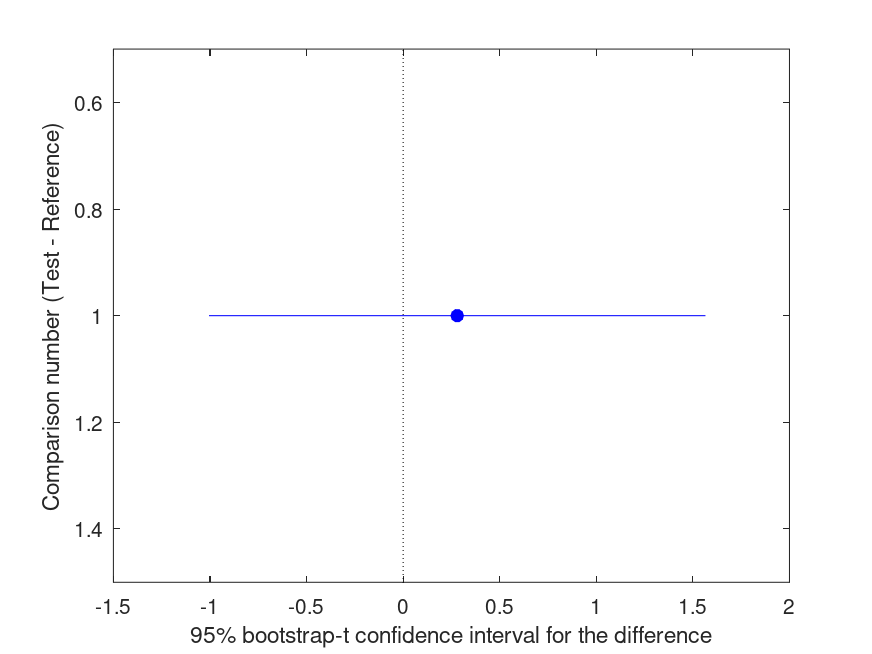 Comparison number (Test - Reference)
0.6
0.8
1
1.2
1.4
-1.5 -1 -0.5 0 0.5 1 1.5 2
95% bootstrap-t confidence interval for the difference